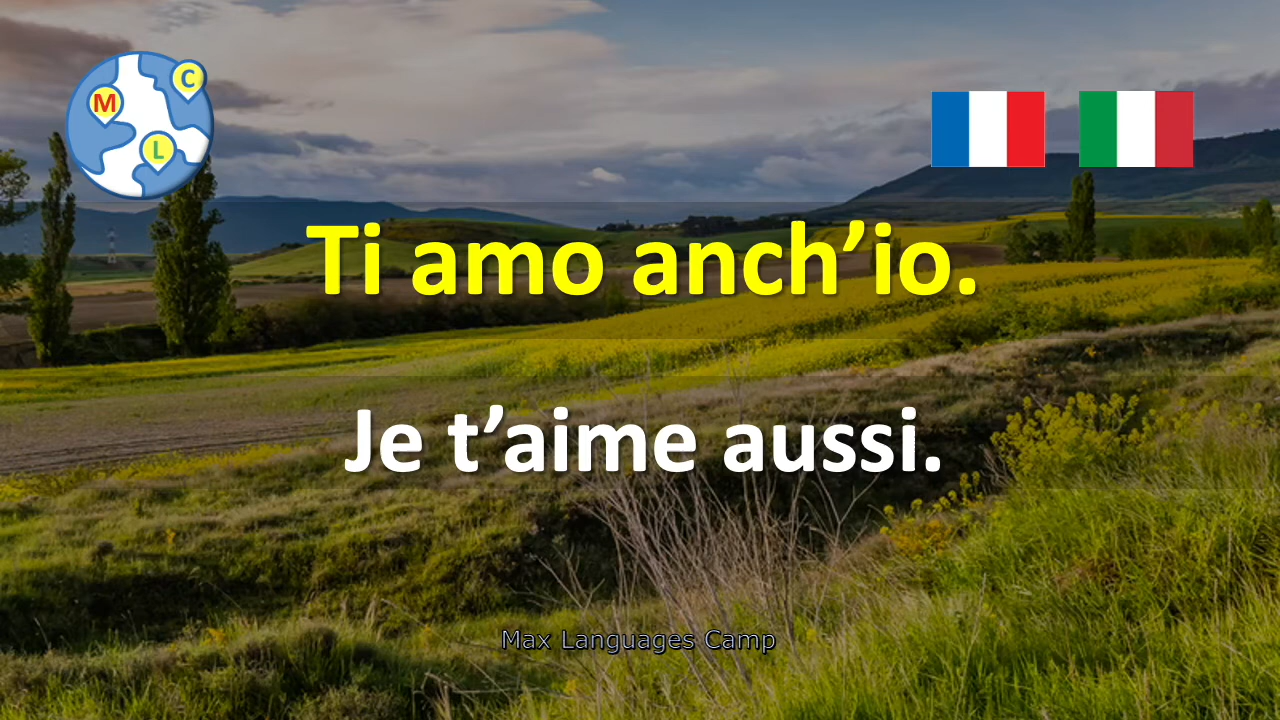 M
C
L
Ti amo anch’io.
Je t’aime aussi.
Max Languages Camp